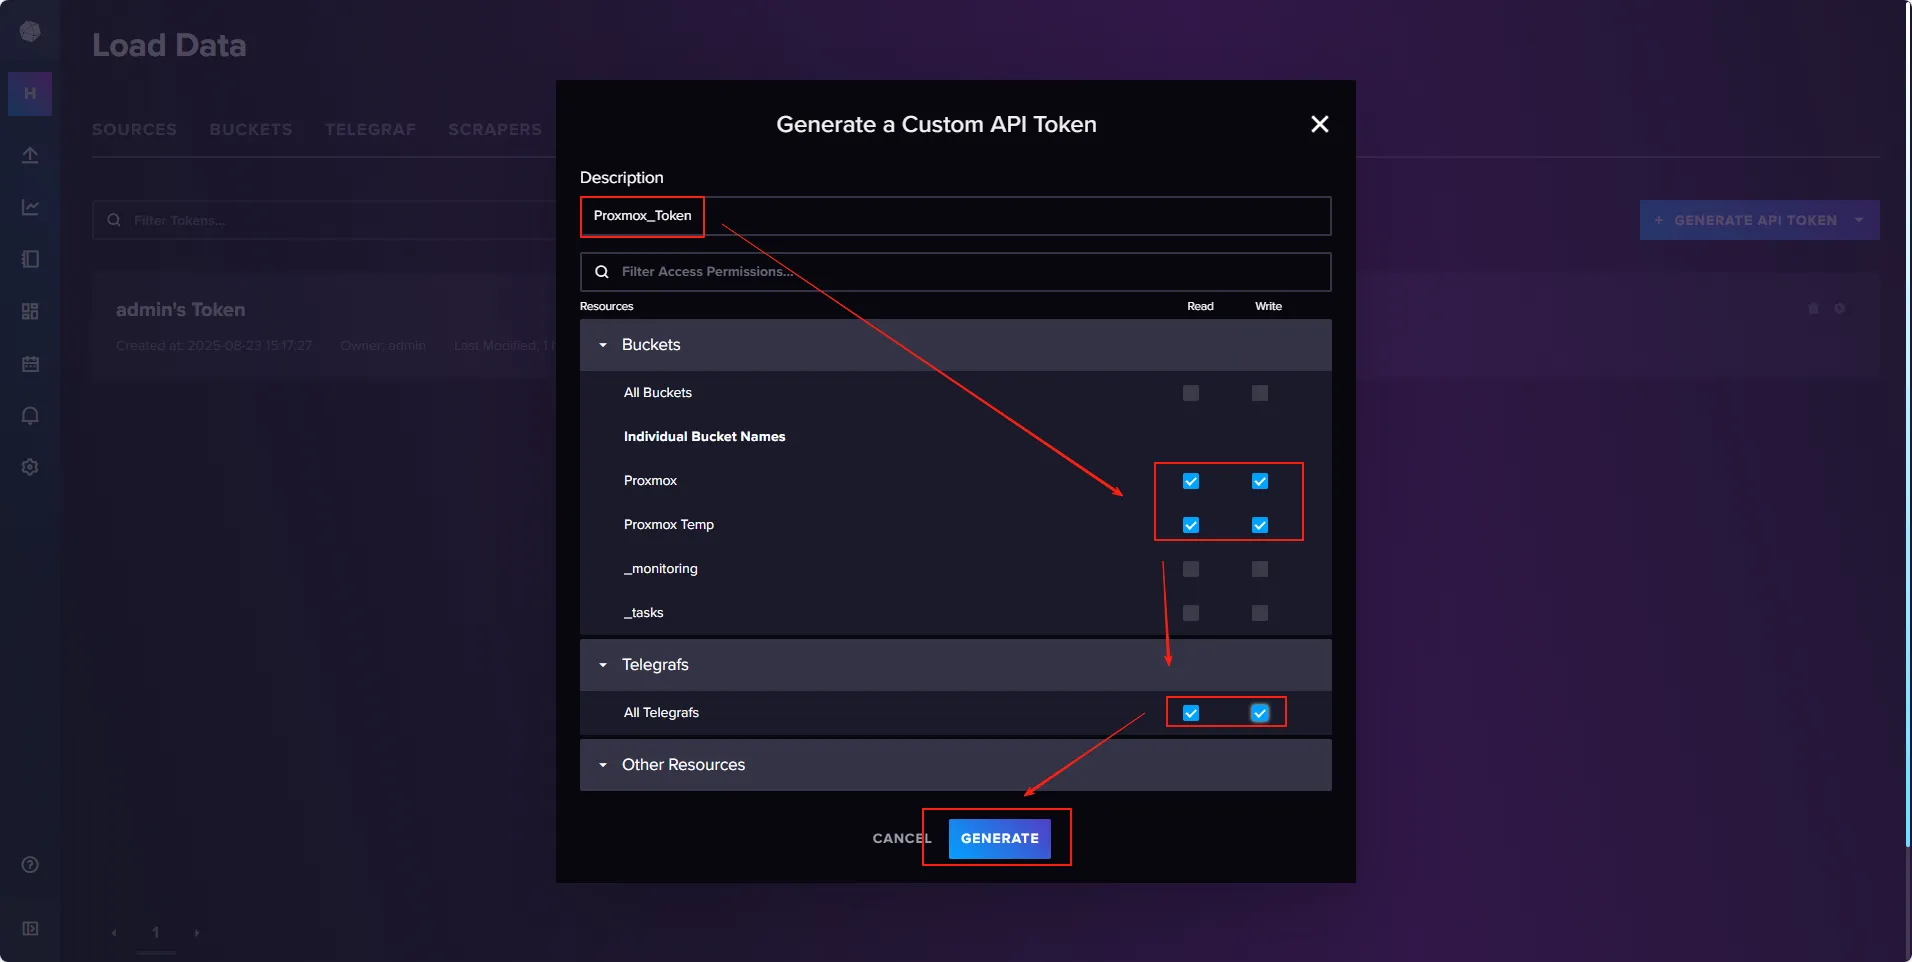 Load Data
H
SOURCES BUCKETS TELEGRAF SCRAPERS
Filter Tokens...
+ GENERATE API TOKEN
admin's Token
Created at: 2025-08-23 15:17:27 Owner: admin Last Modified: 1
Generate a Custom API Token
Description
Proxmox_Token
Filter Access Permissions...
Resources Read Write
Buckets
All Buckets
Individual Bucket Names
Proxmox
Proxmox Temp
_monitoring
_tasks
Telegrafs
All Telegrafs
Other Resources
CANCEL GENERATE
1